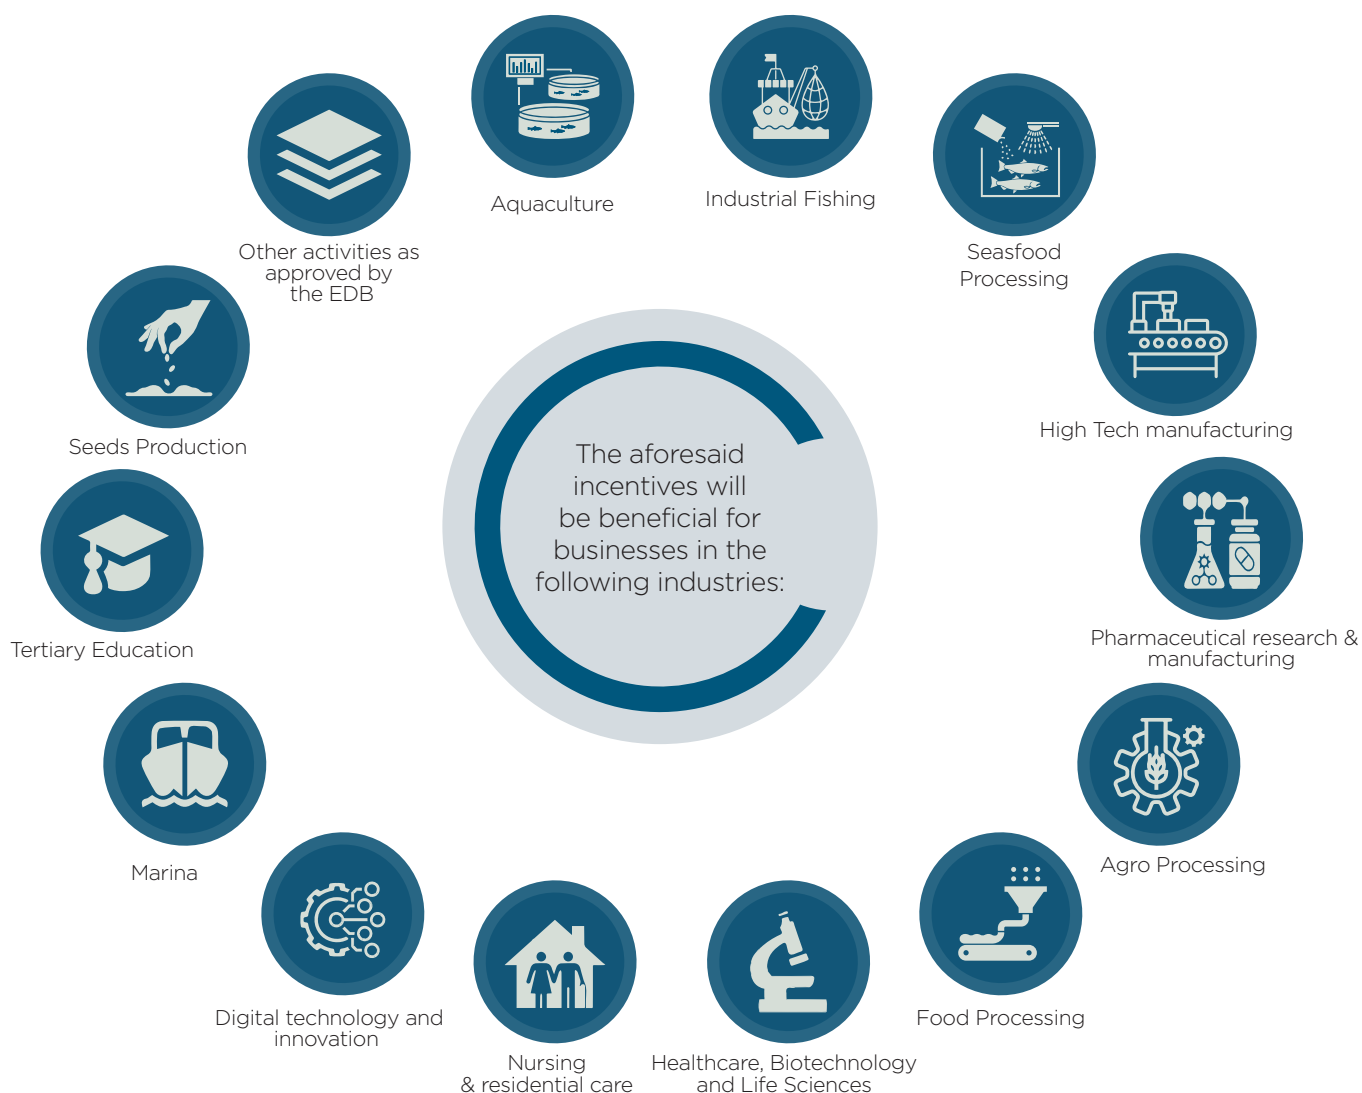 The aforesaid
incentives will
be beneficial for
businesses in the
following industries:
Aquaculture
Industrial Fishing
Seasfood
Processing
High Tech manufacturing
Pharmaceutical research &
manufacturing
Agro Processing
Food Processing
Healthcare, Biotechnology
and Life Sciences
Nursing
& residential care
Digital technology and
innovation
Marina
Tertiary Education
Seeds Production
Other activities as
approved by
the EDB